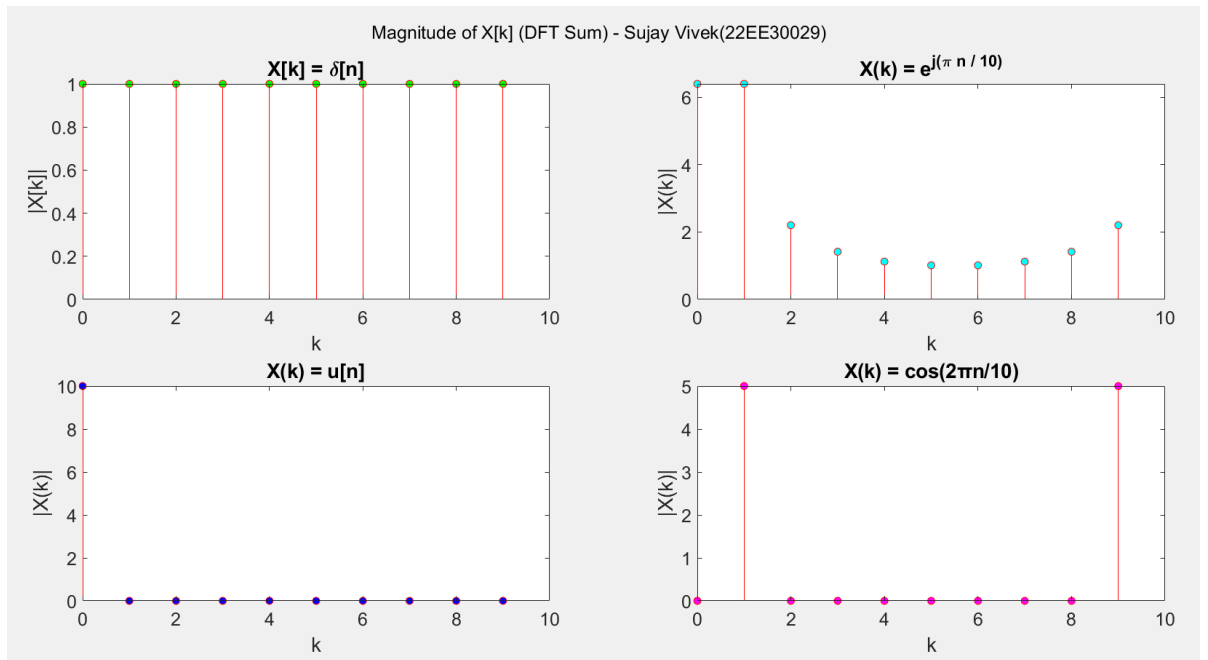 Magnitude of X[k] (DFT Sum) - Sujay Vivek(22EE30029)
X[k] = δ[n]
|X[k]|
1
0.8
0.6
0.4
0.2
0
0 2 4 6 8 10
k
X(k) = e^j(π n / 10)
|X(k)|
6
4
2
0
0 2 4 6 8 10
k
X(k) = u[n]
|X(k)|
10
8
6
4
2
0
0 2 4 6 8 10
k
X(k) = cos(2πn/10)
|X(k)|
5
4
3
2
1
0
0 2 4 6 8 10
k